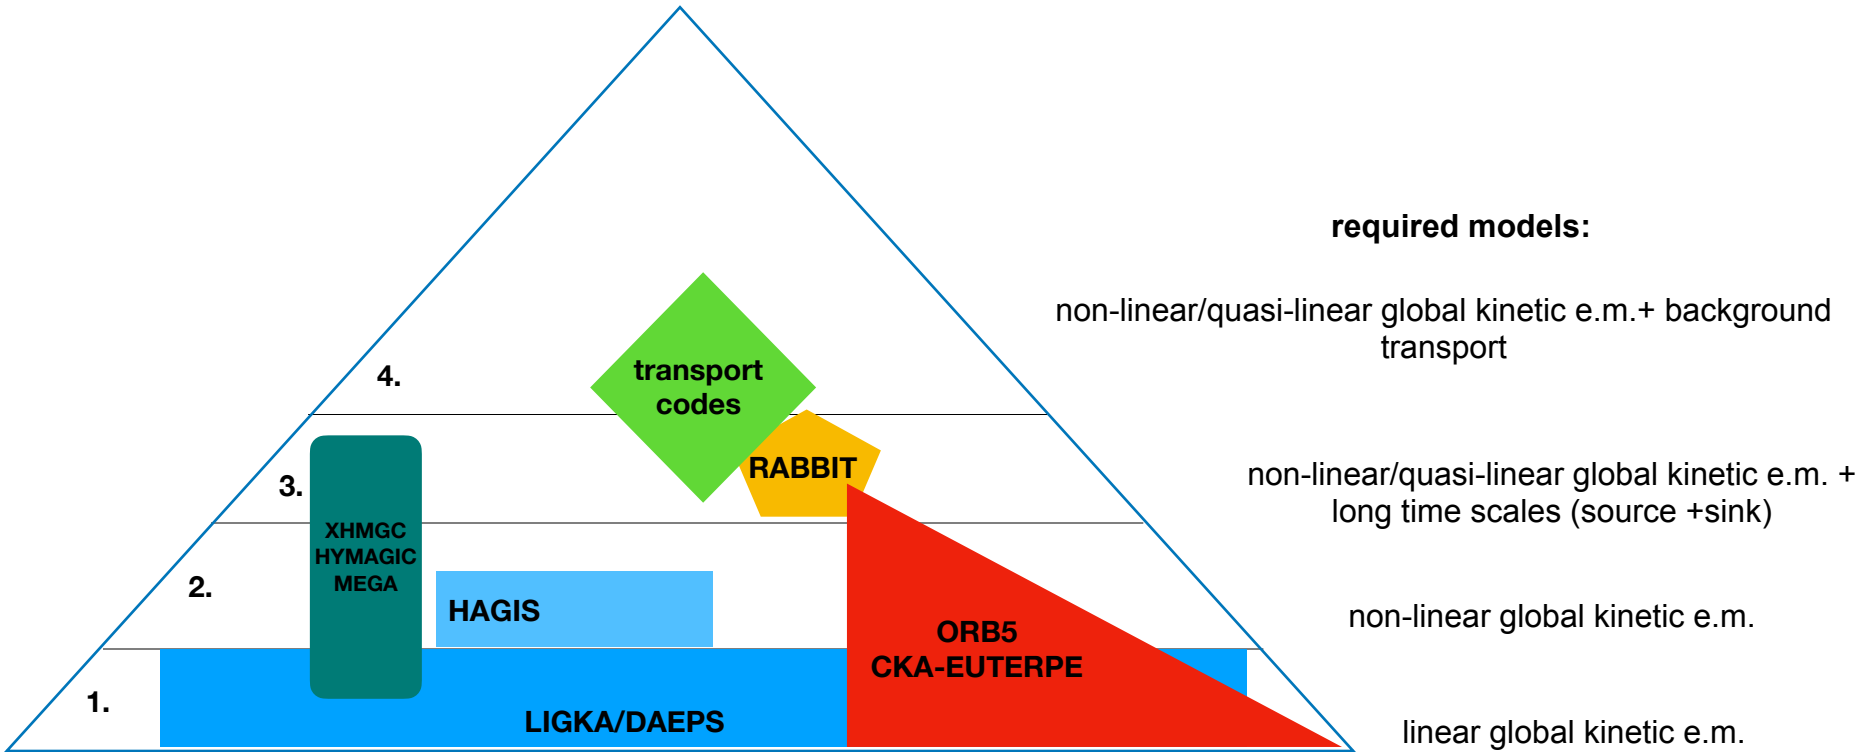 required models:
non-linear/quasi-linear global kinetic e.m.+ background
transport
4.
transport
codes
3.
RABBIT
non-linear/quasi-linear global kinetic e.m. +
long time scales (source +sink)
XHMGC
HYMAGIC
MEGA
2.
HAGIS
non-linear global kinetic e.m.
ORB5
CKA-EUTERPE
1.
LIGKA/DAEPS
linear global kinetic e.m.